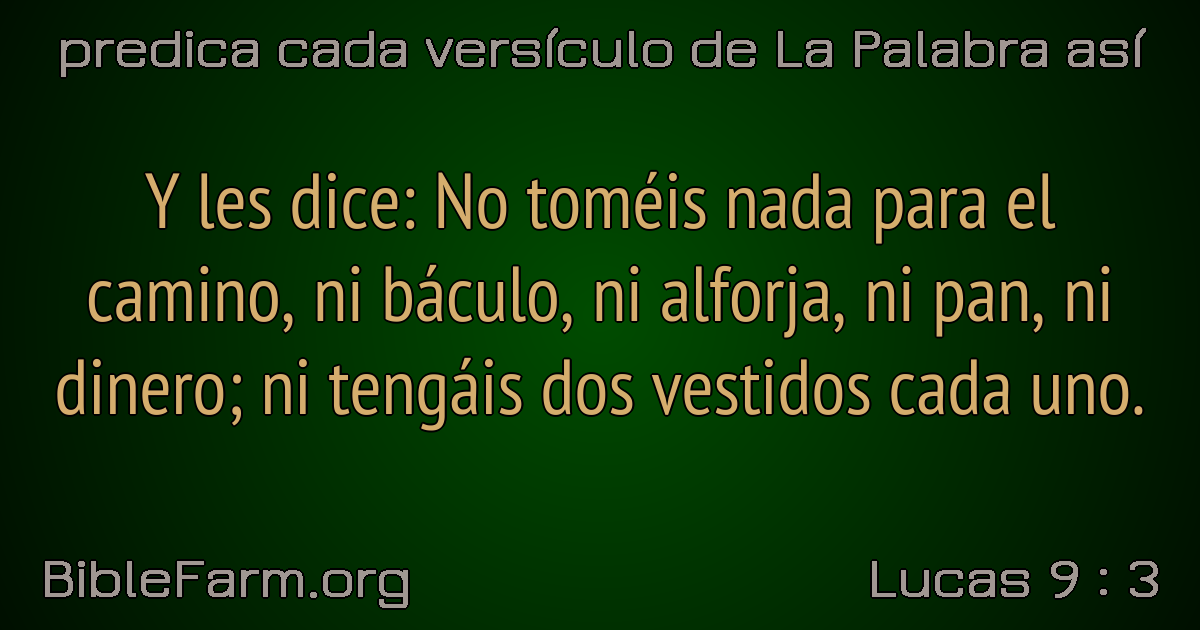 predica cada versículo de La Palabra así
Y les dice: No toméis nada para el
camino, ni báculo, ni alforja, ni pan, ni
dinero; ni tengáis dos vestidos cada uno.
BibleFarm.org
Lucas 9 : 3